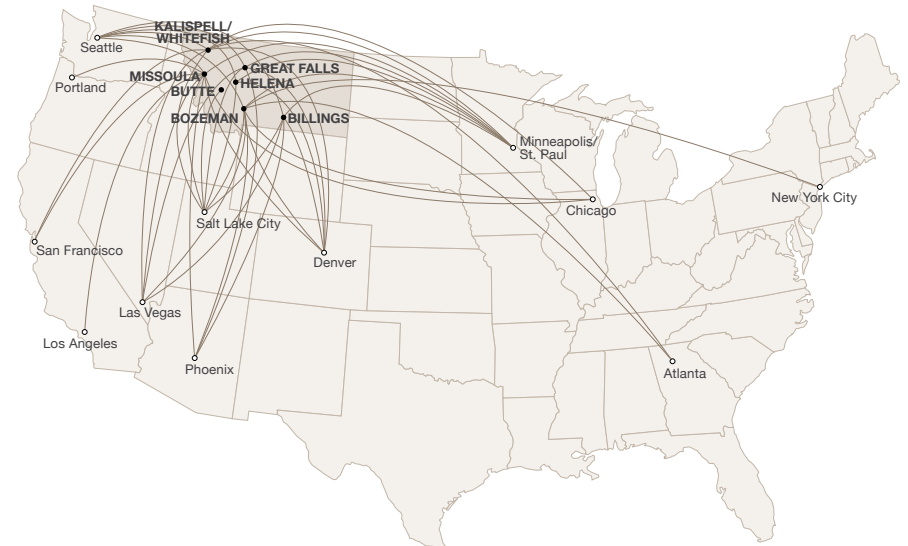 KALISPELL/
WHITEFISH
Seattle
MISSOULA
GREAT FALLS
Portland
BUTTE
HELENA
BOZEMAN
BILLINGS
Minneapolis/
St. Paul
New York City
Chicago
Salt Lake City
San Francisco
Denver
Las Vegas
Los Angeles
Phoenix
Atlanta